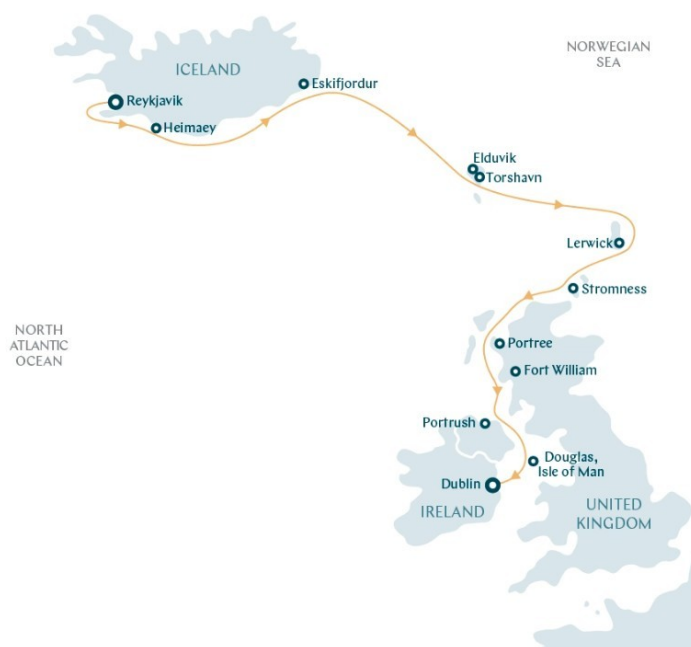 NORWEGIAN
SEA
ICELAND
Eskifjordur
Reykjavik
Heimaey
Elduvik
Torshavn
Lerwick
Stromness
NORTH
ATLANTIC
OCEAN
Portree
Fort William
Portrush
Douglas,
Isle of Man
Dublin
IRELAND
UNITED
KINGDOM